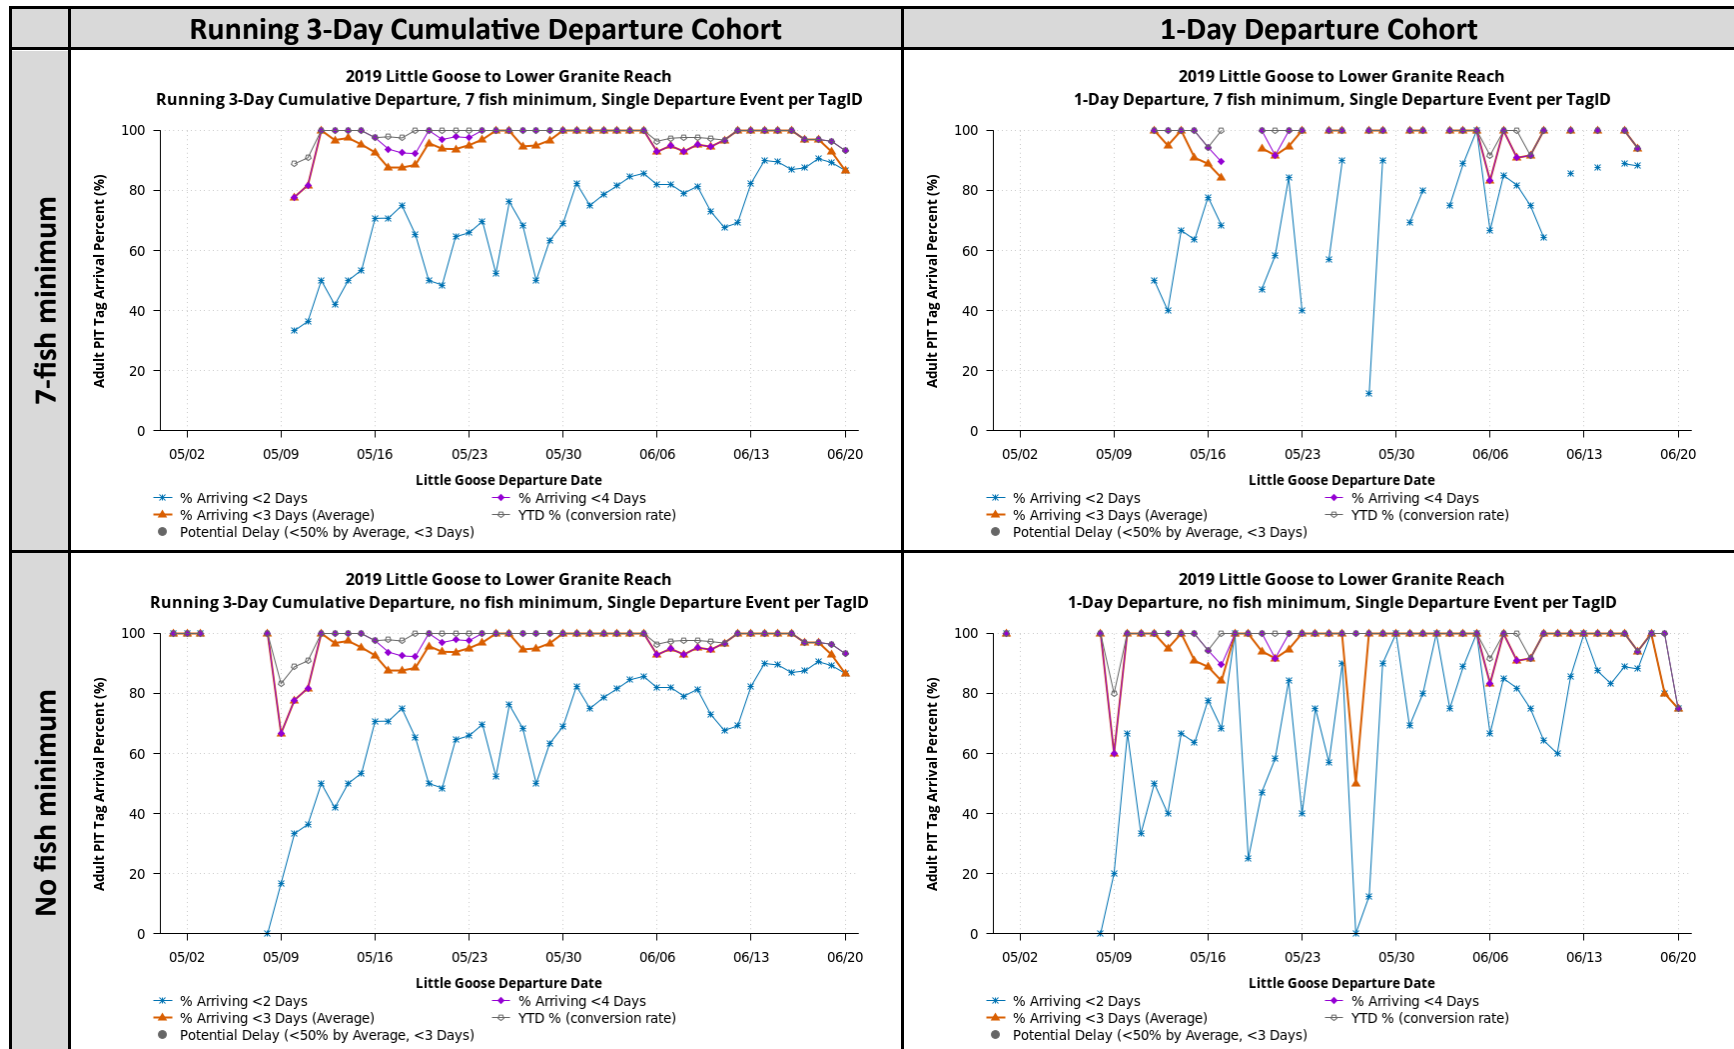 Running 3-Day Cumulative Departure Cohort
1-Day Departure Cohort
7-fish minimum
2019 Little Goose to Lower Granite Reach
Running 3-Day Cumulative Departure, 7 fish minimum, Single Departure Event per TagID
Adult PIT Tag Arrival Percent (%)
100
80
60
40
20
0
05/02 05/09 05/16 05/23 05/30 06/06 06/13 06/20
Little Goose Departure Date
% Arriving <2 Days
% Arriving <4 Days
% Arriving <3 Days (Average)
YTD % (conversion rate)
Potential Delay (<50% by Average, <3 Days)
2019 Little Goose to Lower Granite Reach
1-Day Departure, 7 fish minimum, Single Departure Event per TagID
Adult PIT Tag Arrival Percent (%)
100
80
60
40
20
0
05/02 05/09 05/16 05/23 05/30 06/06 06/13 06/20
Little Goose Departure Date
% Arriving <2 Days
% Arriving <4 Days
% Arriving <3 Days (Average)
YTD % (conversion rate)
Potential Delay (<50% by Average, <3 Days)
No fish minimum
2019 Little Goose to Lower Granite Reach
Running 3-Day Cumulative Departure, no fish minimum, Single Departure Event per TagID
Adult PIT Tag Arrival Percent (%)
100
80
60
40
20
0
05/02 05/09 05/16 05/23 05/30 06/06 06/13 06/20
Little Goose Departure Date
% Arriving <2 Days
% Arriving <4 Days
% Arriving <3 Days (Average)
YTD % (conversion rate)
Potential Delay (<50% by Average, <3 Days)
2019 Little Goose to Lower Granite Reach
1-Day Departure, no fish minimum, Single Departure Event per TagID
Adult PIT Tag Arrival Percent (%)
100
80
60
40
20
0
05/02 05/09 05/16 05/23 05/30 06/06 06/13 06/20
Little Goose Departure Date
% Arriving <2 Days
% Arriving <4 Days
% Arriving <3 Days (Average)
YTD % (conversion rate)
Potential Delay (<50% by Average, <3 Days)